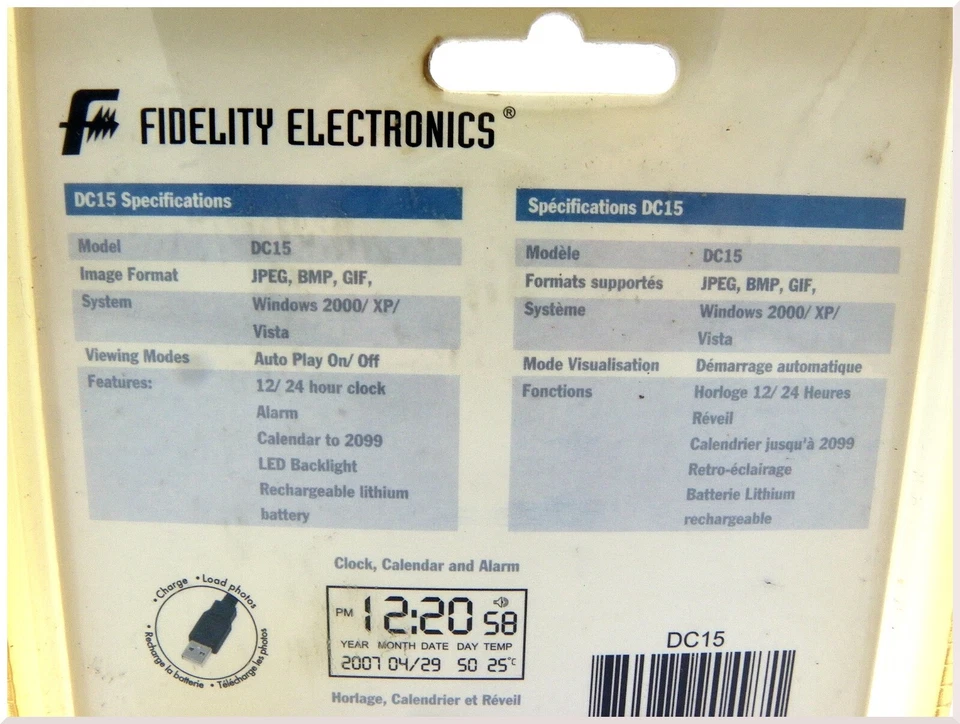 FIDELITY ELECTRONICS®
DC15 Specifications
Model DC15
Image Format JPEG, BMP, GIF,
System Windows 2000/ XP/
Vista
Viewing Modes Auto Play On/ Off
Features: 12/ 24 hour clock
Alarm
Calendar to 2099
LED Backlight
Rechargeable lithium
battery
Spécifications DC15
Modèle DC15
Formats supportés JPEG, BMP, GIF,
Système Windows 2000/ XP/
Vista
Mode Visualisation Démarrage automatique
Fonctions Horloge 12/ 24 Heures
Réveil
Calendrier jusqu'à 2099
Retro-éclairage
Batterie Lithium
rechargeable
• Charge • Load photos
• Recharge la batterie • Télécharge les photos
Clock, Calendar and Alarm
PM 12:20 58
YEAR MONTH DATE DAY TEMP
2007 04/29 SO 25°C
Horlage, Calendrier et Réveil
DC15